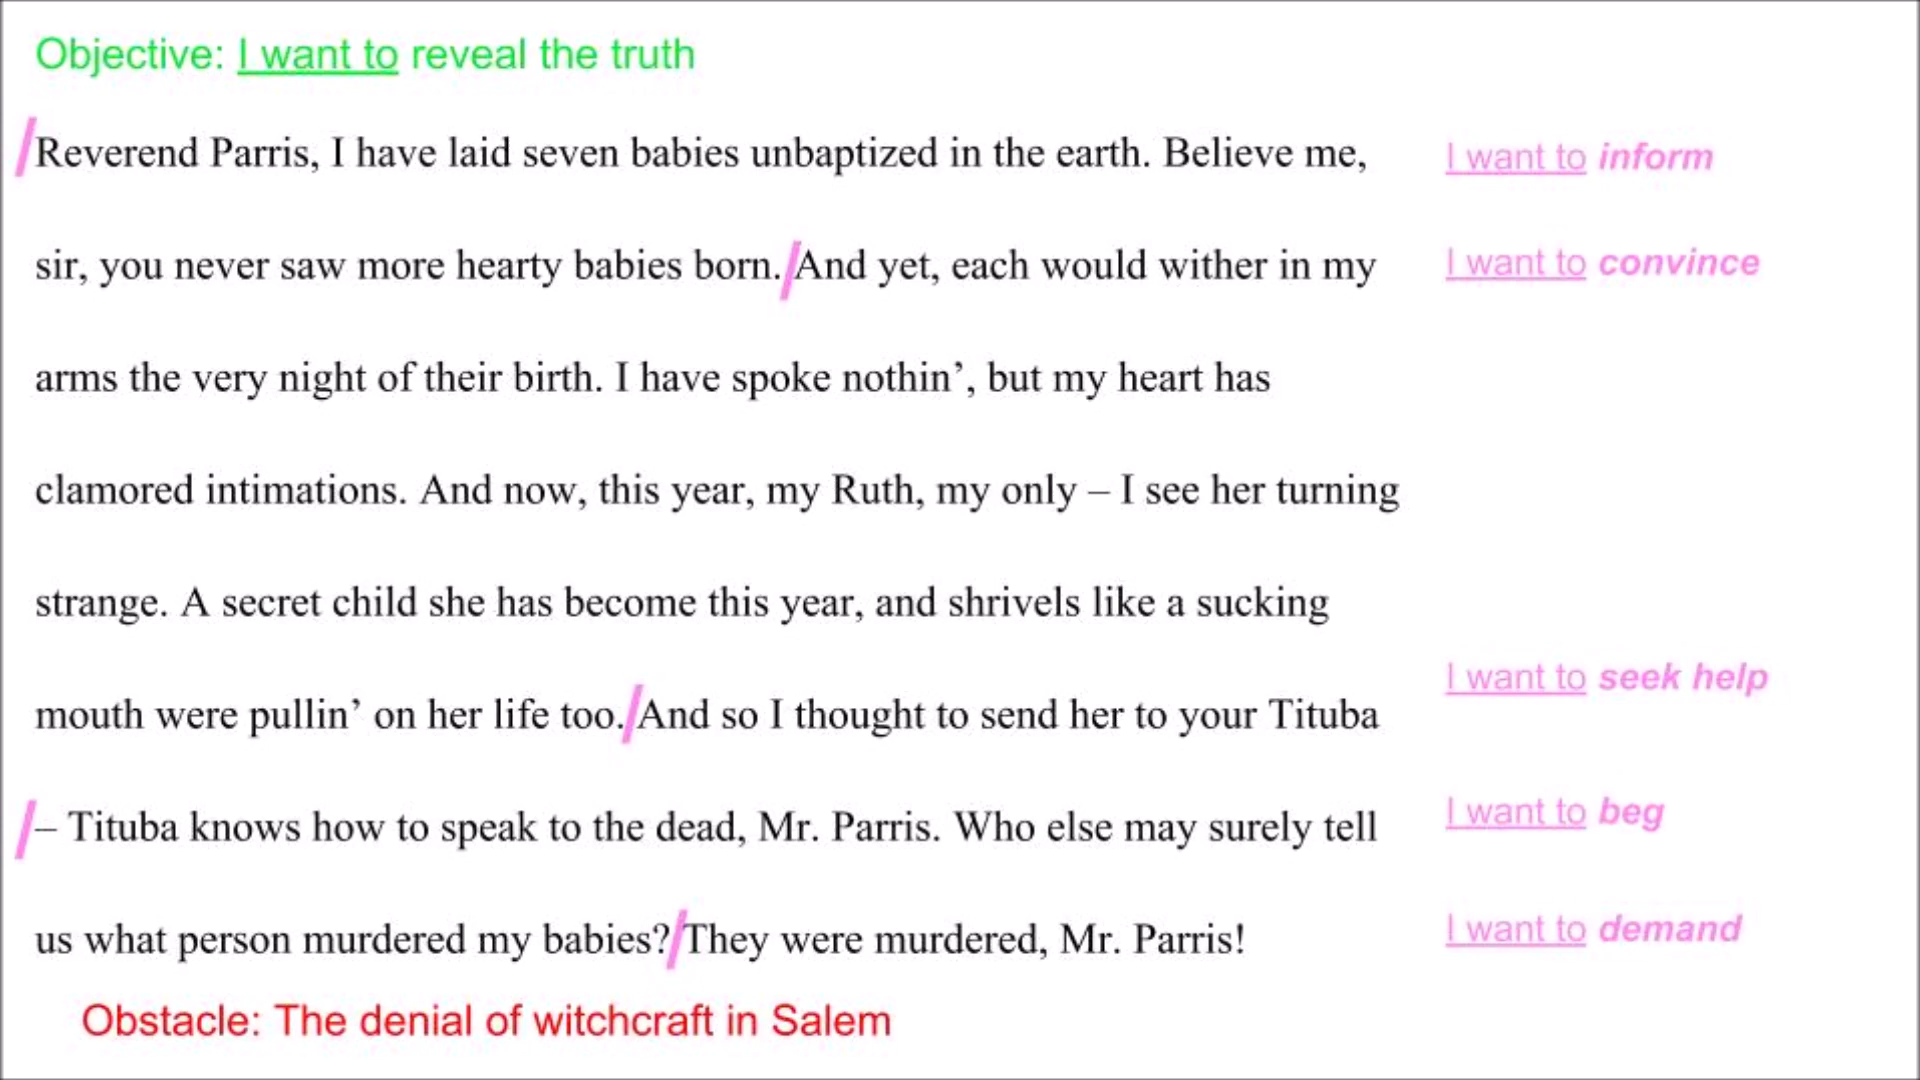 Objective: I want to reveal the truth
Reverend Parris, I have laid seven babies unbaptized in the earth. Believe me, I want to inform
sir, you never saw more hearty babies born./And yet, each would wither in my I want to convince
arms the very night of their birth. I have spoke nothin’, but my heart has
clamored intimations. And now, this year, my Ruth, my only – I see her turning
strange. A secret child she has become this year, and shrivels like a sucking
I want to seek help
mouth were pullin’ on her life too./And so I thought to send her to your Tituba
/– Tituba knows how to speak to the dead, Mr. Parris. Who else may surely tell I want to beg
us what person murdered my babies?/They were murdered, Mr. Parris! I want to demand
Obstacle: The denial of witchcraft in Salem